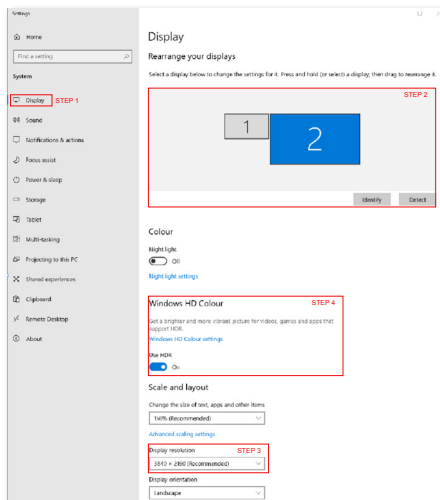 Settings
Home
Find a setting
System
Display STEP 1
Sound
Notifications & actions
Focus assist
Power & sleep
Storage
Tablet
Multi-tasking
Projecting to this PC
Shared experiences
Clipboard
Remote Desktop
About
Display
Rearrange your displays
Select a display below to change the settings for it. Press and hold (or select) a display, then drag to rearrange it.
STEP 2
1
2
Identify Detect
Colour
Night light
Off
Night light settings
Windows HD Colour STEP 4
Get a brighter and more vibrant picture for videos, games and apps that
support HDR.
Windows HD Colour settings
Use HDR
On
Scale and layout
Change the size of text, apps and other items
150% (Recommended)
Advanced scaling settings
Display resolution STEP 3
3840 × 2160 (Recommended)
Display orientation
Landscape